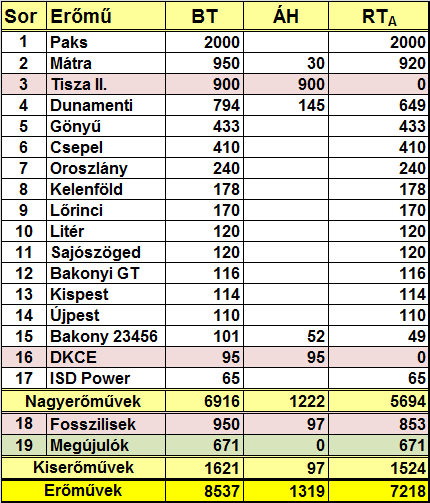 Sor Erőmű BT ÁH RTA
1 Paks 2000 2000
2 Mátra 950 30 920
3 Tisza II. 900 900 0
4 Dunamenti 794 145 649
5 Gönyű 433 433
6 Csepel 410 410
7 Oroszlány 240 240
8 Kelenföld 178 178
9 Lőrinci 170 170
10 Litér 120 120
11 Sajószöged 120 120
12 Bakonyi GT 116 116
13 Kispest 114 114
14 Újpest 110 110
15 Bakony 23456 101 52 49
16 DKCE 95 95 0
17 ISD Power 65 65
Nagyerőművek 6916 1222 5694
18 Fosszilisek 950 97 853
19 Megújulók 671 0 671
Kiserőművek 1621 97 1524
Erőművek 8537 1319 7218